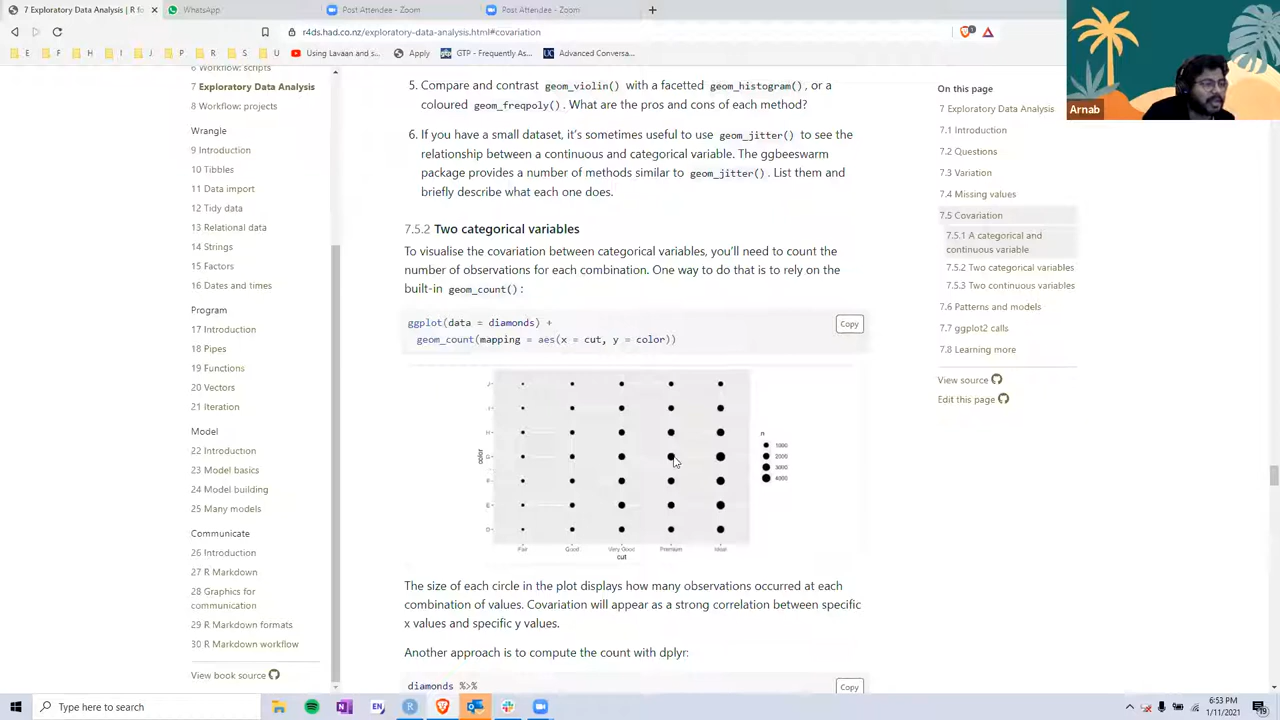 7 Exploratory Data Analysis | R f
WhatsApp
Post Attendee - Zoom
Post Attendee - Zoom
r4ds.had.co.nz/exploratory-data-analysis.html#covariation
E
F
H
I
J
P
R
S
U
Using Lavaan and s...
Apply
GTP - Frequently As...
Advanced Conversa...
Arnab
6 Workflow: scripts
7 Exploratory Data Analysis
8 Workflow: projects
Wrangle
9 Introduction
10 Tibbles
11 Data import
12 Tidy data
13 Relational data
14 Strings
15 Factors
16 Dates and times
Program
17 Introduction
18 Pipes
19 Functions
20 Vectors
21 Iteration
Model
22 Introduction
23 Model basics
24 Model building
25 Many models
Communicate
26 Introduction
27 R Markdown
28 Graphics for
communication
29 R Markdown formats
30 R Markdown workflow
View book source
5. Compare and contrast geom_violin() with a facetted geom_histogram(), or a
coloured geom_freqpoly(). What are the pros and cons of each method?
6. If you have a small dataset, it's sometimes useful to use geom_jitter() to see the
relationship between a continuous and categorical variable. The ggbeeswarm
package provides a number of methods similar to geom_jitter(). List them and
briefly describe what each one does.
7.5.2 Two categorical variables
To visualise the covariation between categorical variables, you'll need to count the
number of observations for each combination. One way to do that is to rely on the
built-in geom_count():
ggplot(data = diamonds) +
geom_count(mapping = aes(x = cut, y = color))
Copy
J
I
H
G
F
E
D
color
Fair
Good
Very Good
Premium
Ideal
cut
n
1000
2000
3000
4000
The size of each circle in the plot displays how many observations occurred at each
combination of values. Covariation will appear as a strong correlation between specific
x values and specific y values.
Another approach is to compute the count with dplyr:
diamonds %>%
Copy
On this page
7 Exploratory Data Analysis
7.1 Introduction
7.2 Questions
7.3 Variation
7.4 Missing values
7.5 Covariation
7.5.1 A categorical and
continuous variable
7.5.2 Two categorical variables
7.5.3 Two continuous variables
7.6 Patterns and models
7.7 ggplot2 calls
7.8 Learning more
View source
Edit this page
Type here to search
6:53 PM
1/11/2021